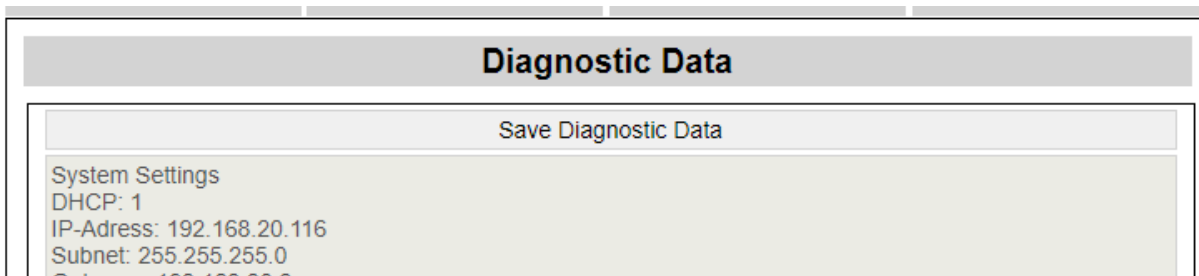 Diagnostic Data
Save Diagnostic Data
System Settings
DHCP: 1
IP-Adress: 192.168.20.116
Subnet: 255.255.255.0